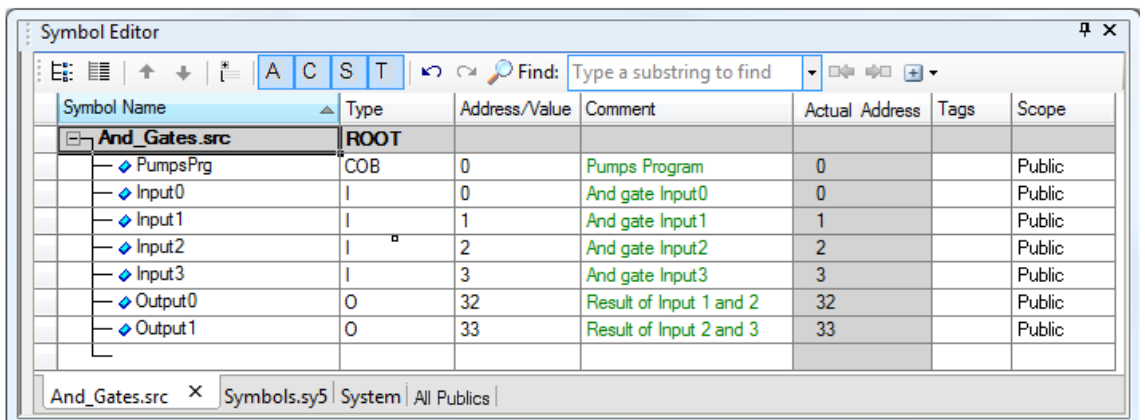 Symbol Editor
A C S T Find: Type a substring to find
Symbol Name Type Address/Value Comment Actual Address Tags Scope
And_Gates.src ROOT
PumpsPrg COB 0 Pumps Program 0 Public
Input0 I 0 And gate Input0 0 Public
Input1 I 1 And gate Input1 1 Public
Input2 I 2 And gate Input2 2 Public
Input3 I 3 And gate Input3 3 Public
Output0 O 32 Result of Input 1 and 2 32 Public
Output1 O 33 Result of Input 2 and 3 33 Public
And_Gates.src Symbols.sy5 System All Publics